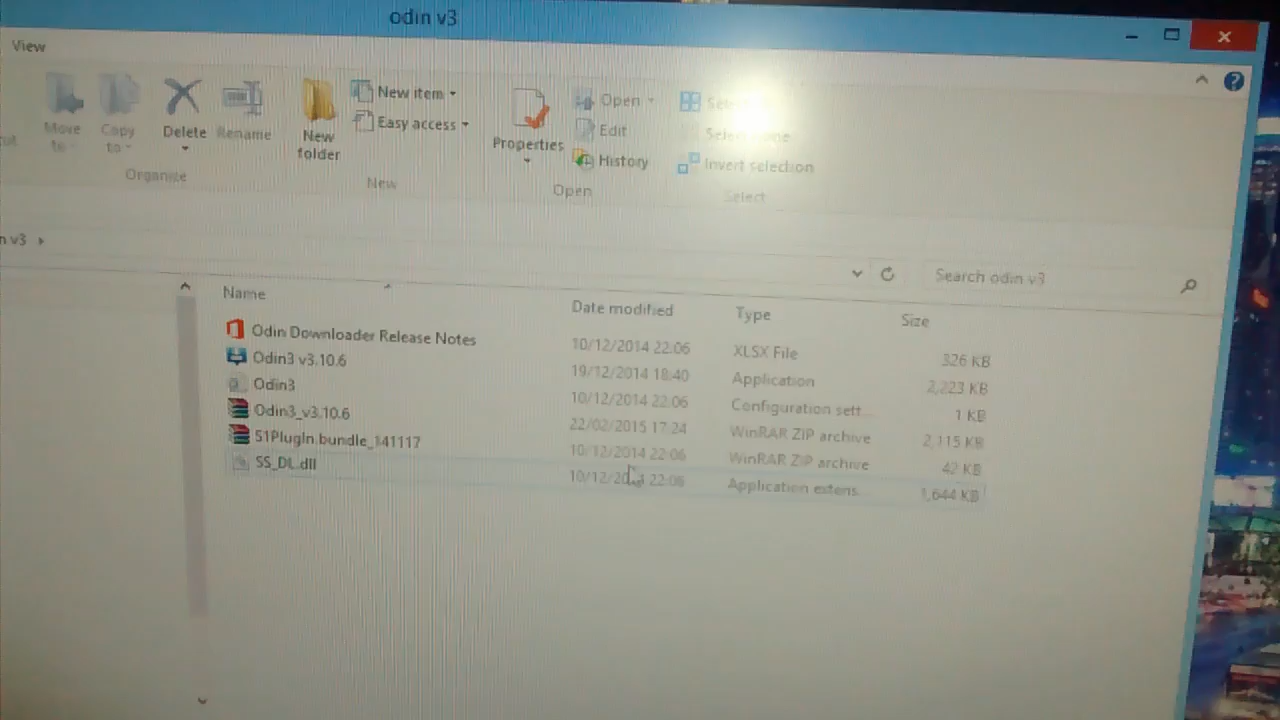 odin v3
View
Move to
Copy to
Delete
Rename
New folder
New item
Easy access
Properties
Open
Edit
History
Invert selection
Organise
New
Open
Select
n v3
Search odin v3
Name Date modified Type Size
Odin Downloader Release Notes 10/12/2014 22:06 XLSX File 326 KB
Odin3 v3.10.6 19/12/2014 18:40 Application 2,223 KB
Odin3 10/12/2014 22:06 Configuration sett... 1 KB
Odin3_v3.10.6 22/02/2015 17:24 WinRAR ZIP archive 2,115 KB
S1PlugIn.bundle_141117 10/12/2014 22:06 WinRAR ZIP archive 42 KB
SS_DL.dll 10/12/2014 22:06 Application extens... 1,644 KB